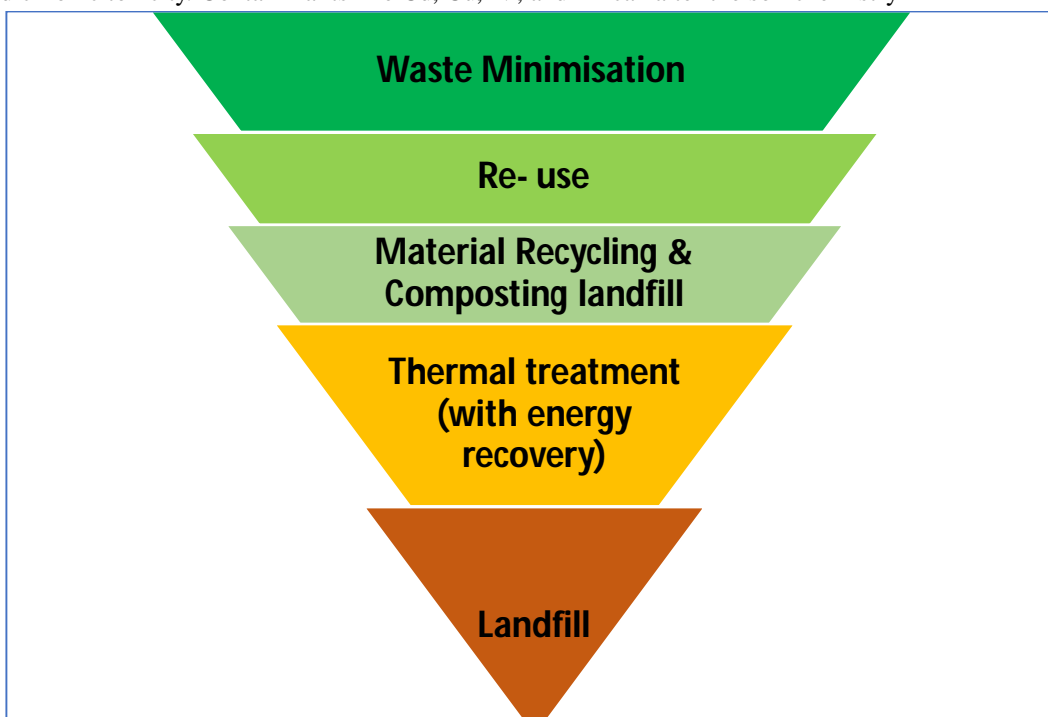 Waste Minimisation
Re- use
Material Recycling &
Composting landfill
Thermal treatment
(with energy
recovery)
Landfill